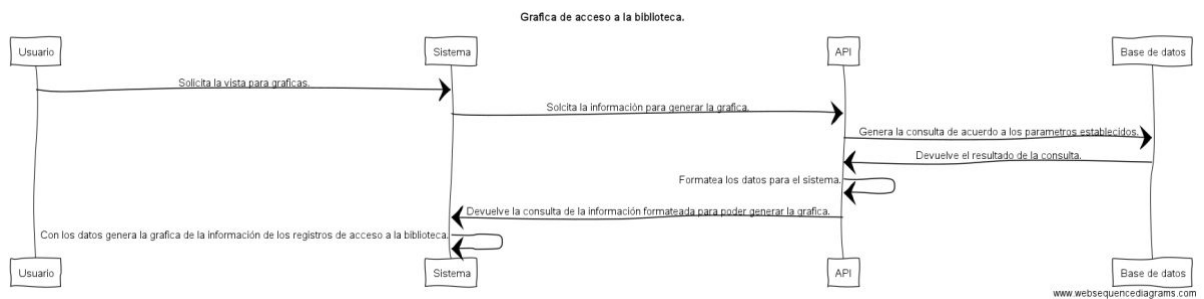 Grafica de acceso a la biblioteca.
Usuario
Sistema
API
Base de datos
Solicita la vista para graficas.
Solcita la información para generar la grafica.
Genera la consulta de acuerdo a los parametros establecidos.
Devuelve el resultado de la consulta.
Formatea los datos para el sistema.
Devuelve la consulta de la información formateada para poder generar la grafica.
Con los datos genera la grafica de la información de los registros de acceso a la biblioteca.
Usuario
Sistema
API
Base de datos
www.websequencediagrams.com